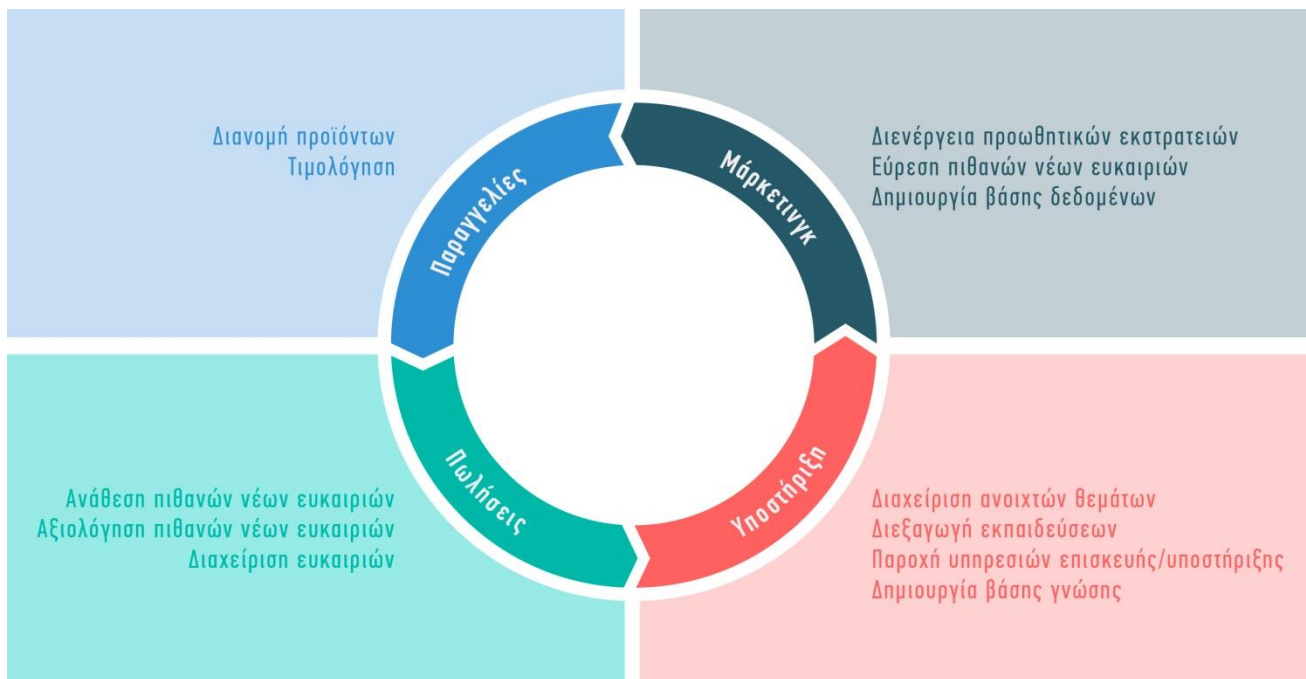 Διανομή προϊόντων
Τιμολόγηση
Παραγγελίες
Μάρκετινγκ
Διενέργεια προωθητικών εκστρατειών
Εύρεση πιθανών νέων ευκαιριών
Δημιουργία βάσης δεδομένων
Ανάθεση πιθανών νέων ευκαιριών
Αξιολόγηση πιθανών νέων ευκαιριών
Διαχείριση ευκαιριών
Πωλήσεις
Υποστήριξη
Διαχείριση ανοιχτών θεμάτων
Διεξαγωγή εκπαιδεύσεων
Παροχή υπηρεσιών επισκευής/υποστήριξης
Δημιουργία βάσης γνώσης